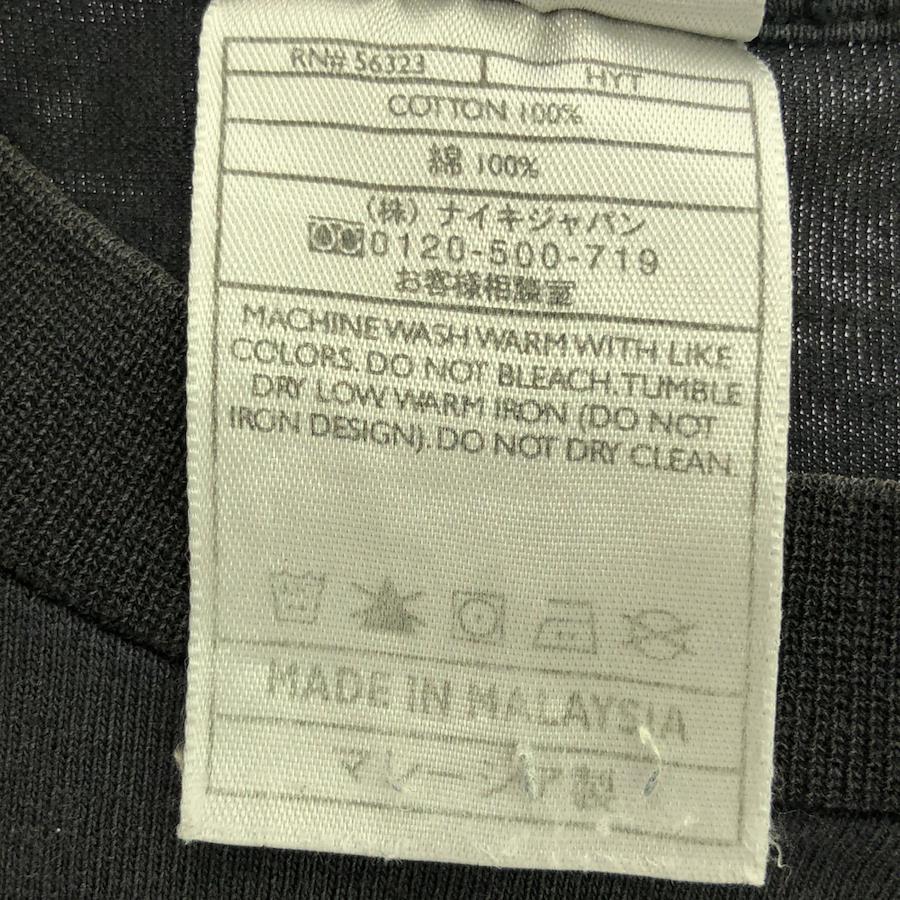 RN# 56323 HYT
COTTON 100%
綿 100%
(株) ナイキジャパン
0120-500-719
お客様相談室
MACHINE WASH WARM WITH LIKE
COLORS. DO NOT BLEACH. TUMBLE
DRY LOW. WARM IRON (DO NOT
IRON DESIGN). DO NOT DRY CLEAN.
MADE IN MALAYSIA
マレーシア製